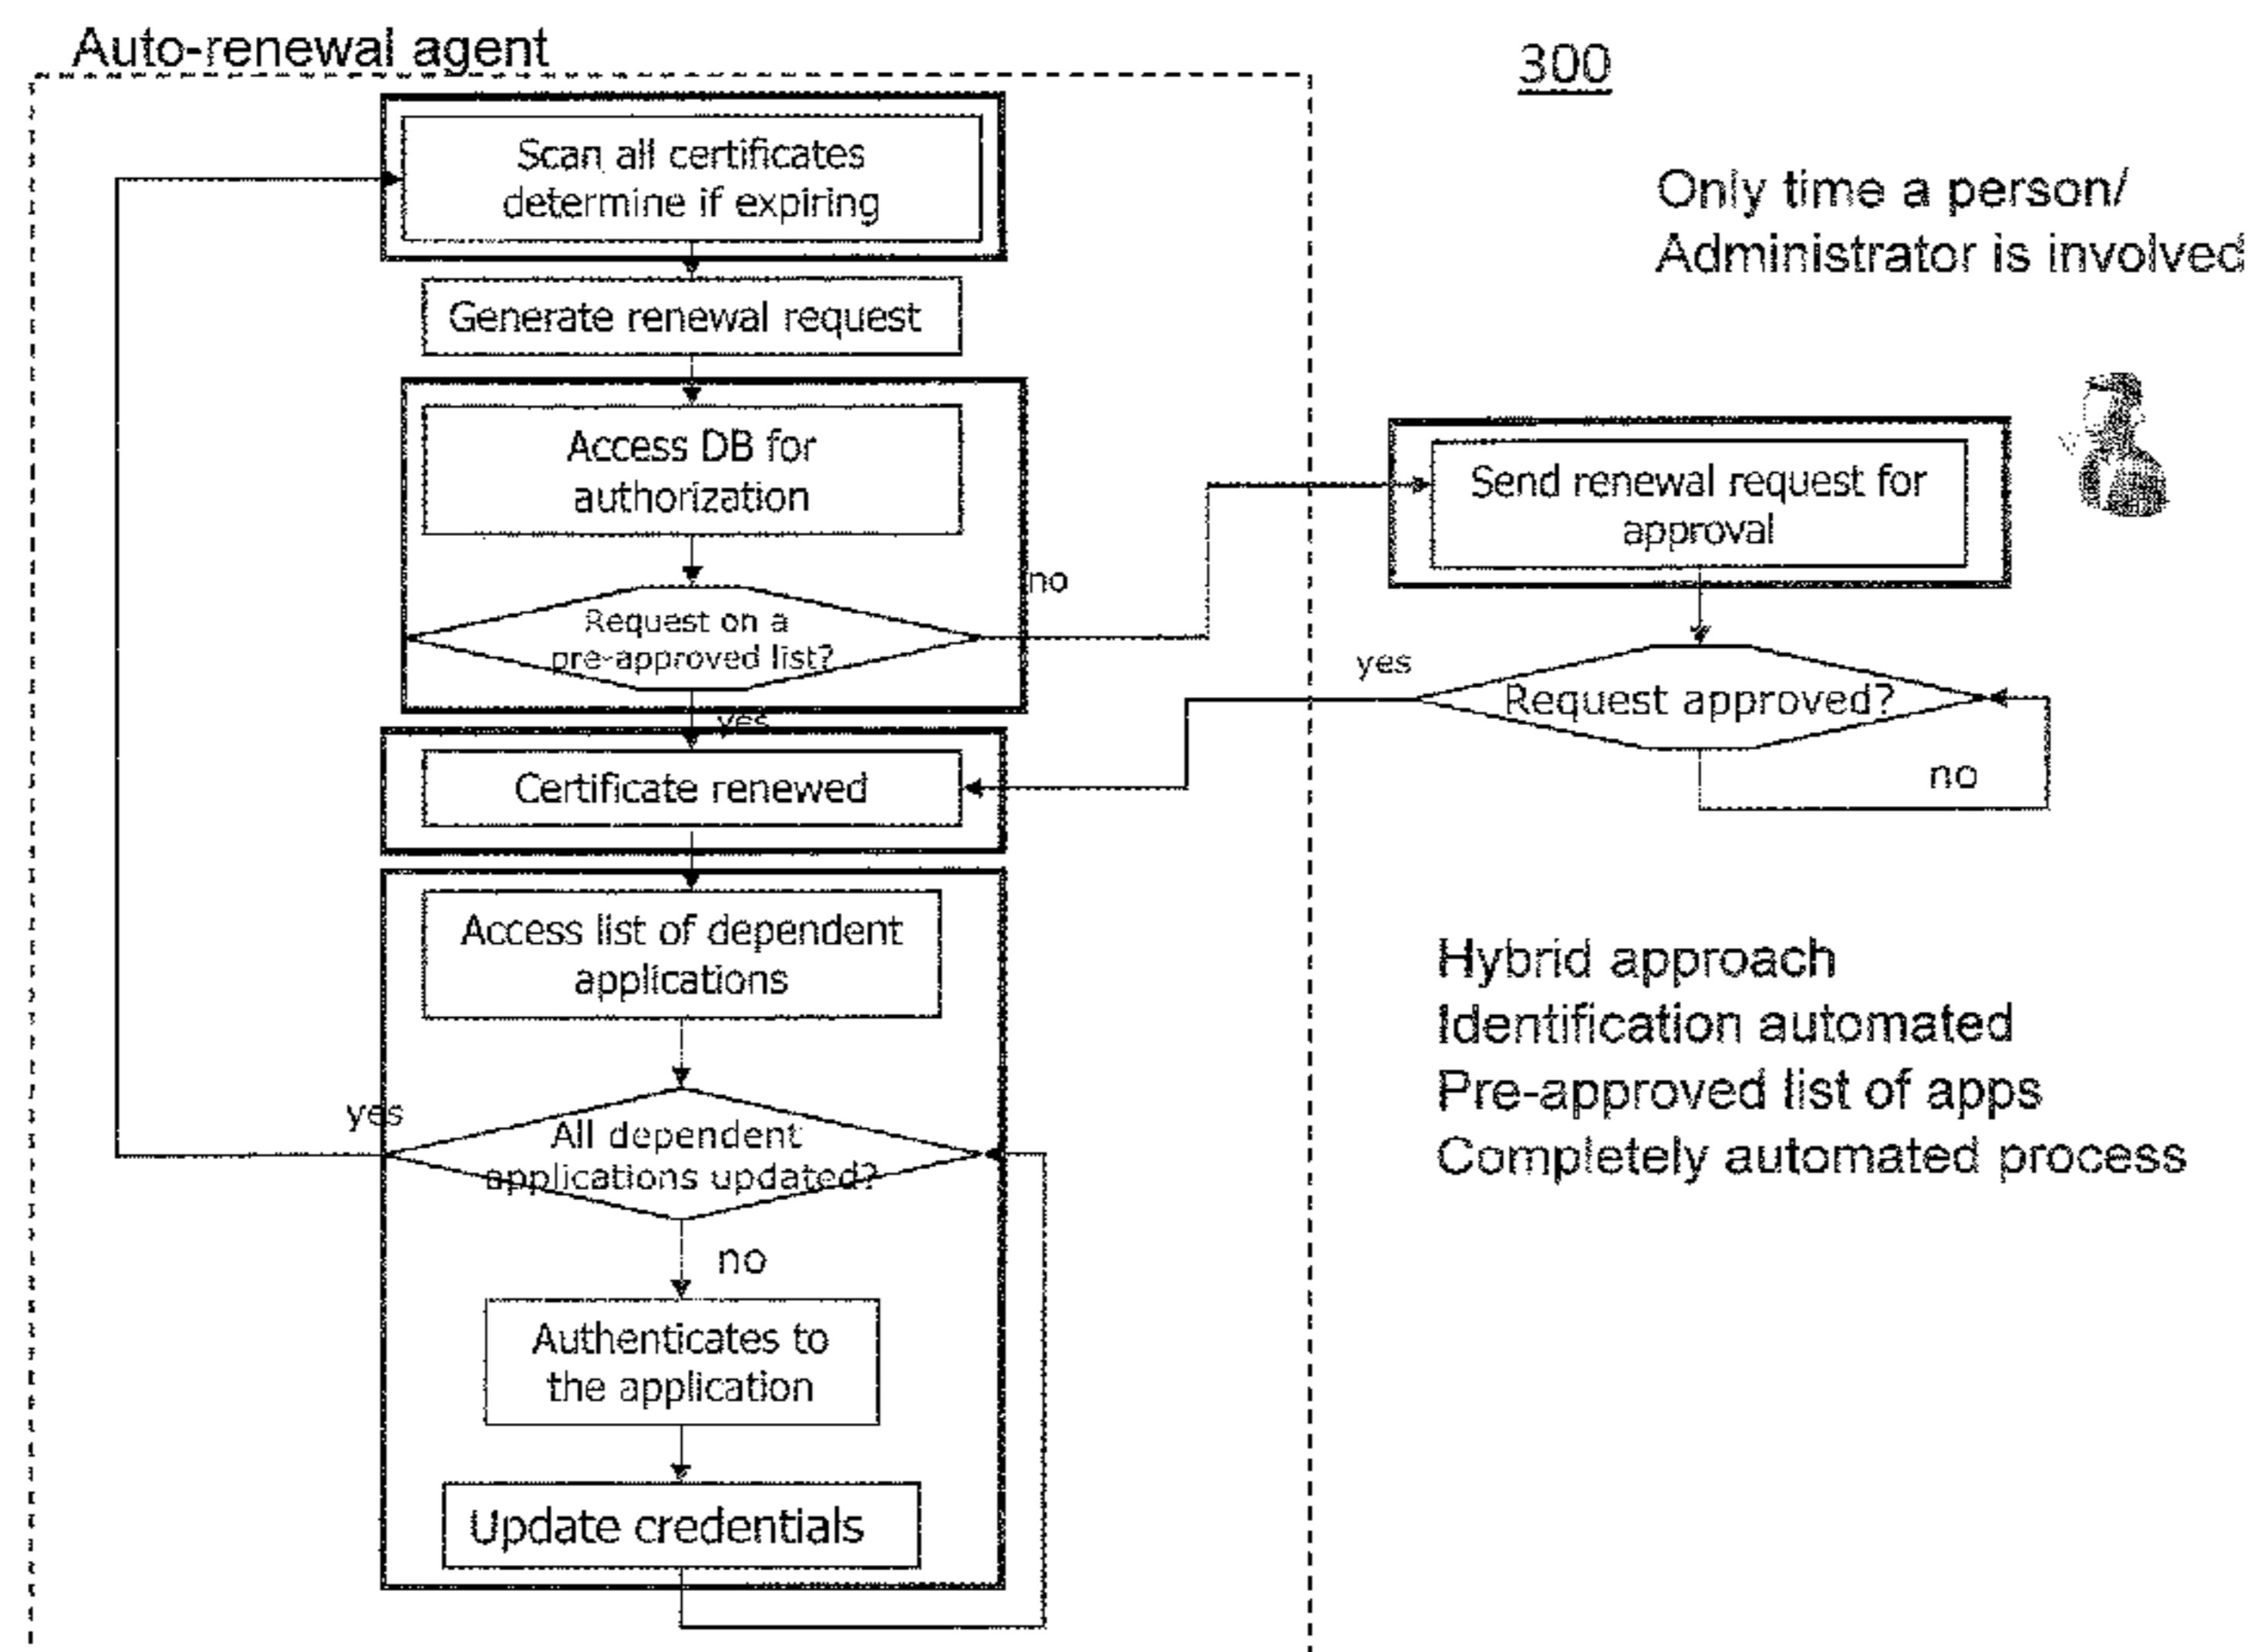 Auto-renewal agent
300
Scan all certificates
determine if expiring
Only time a person/
Administrator is involved
Generate renewal request
Access DB for
authorization
Send renewal request for
approval
no
Request on a
pre-approved list?
yes
Request approved?
yes
no
Certificate renewed
Access list of dependent
applications
Hybrid approach
Identification automated
Pre-approved list of apps
Completely automated process
yes
All dependent
applications updated?
no
Authenticates to
the application
Update credentials